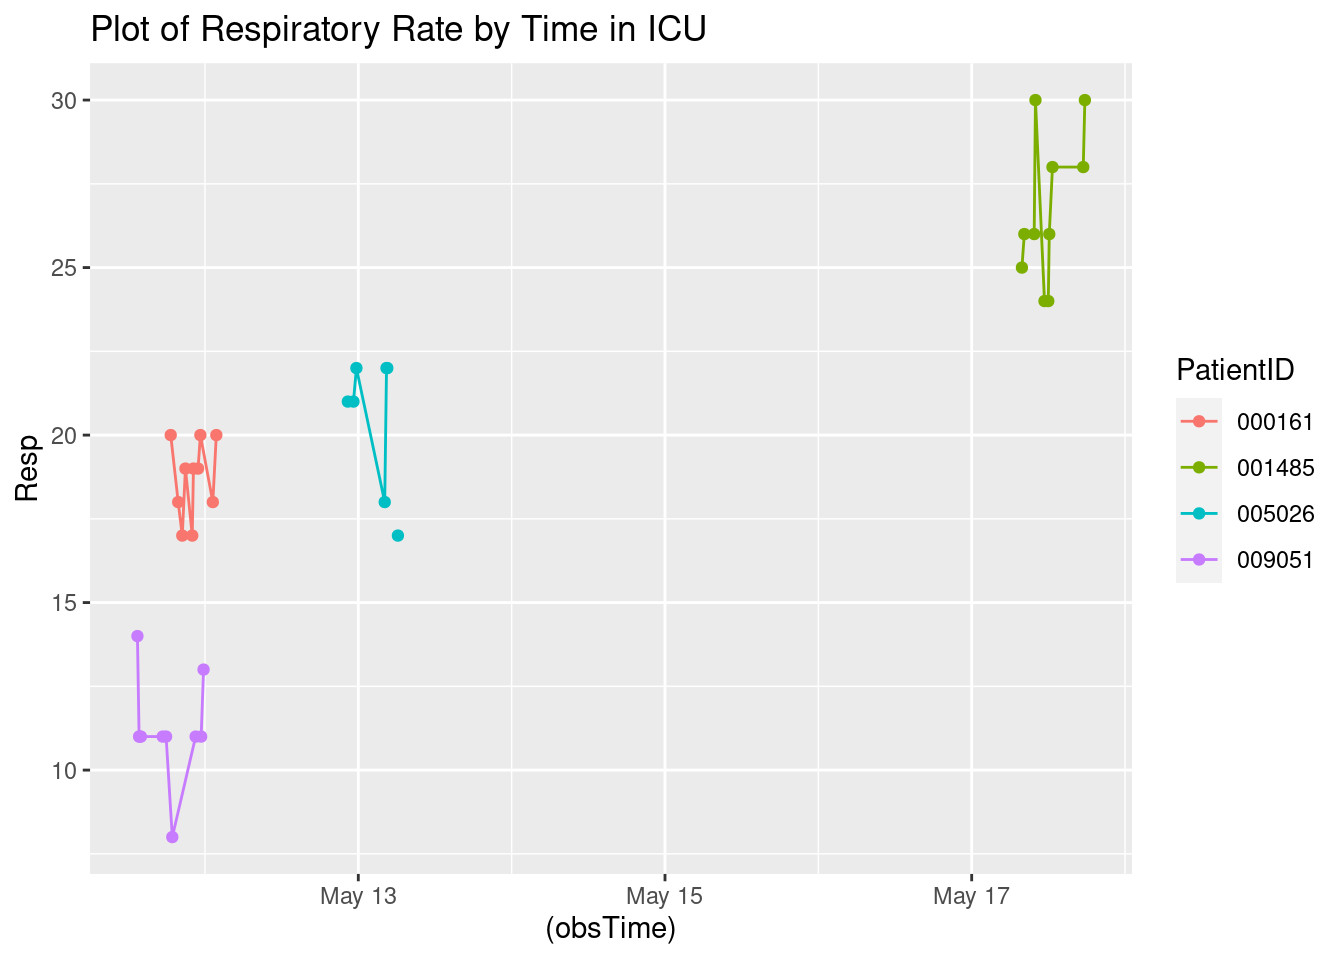 Plot of Respiratory Rate by Time in ICU
30
25
20
15
10
Resp
May 13
May 15
May 17
(obsTime)
PatientID
000161
001485
005026
009051